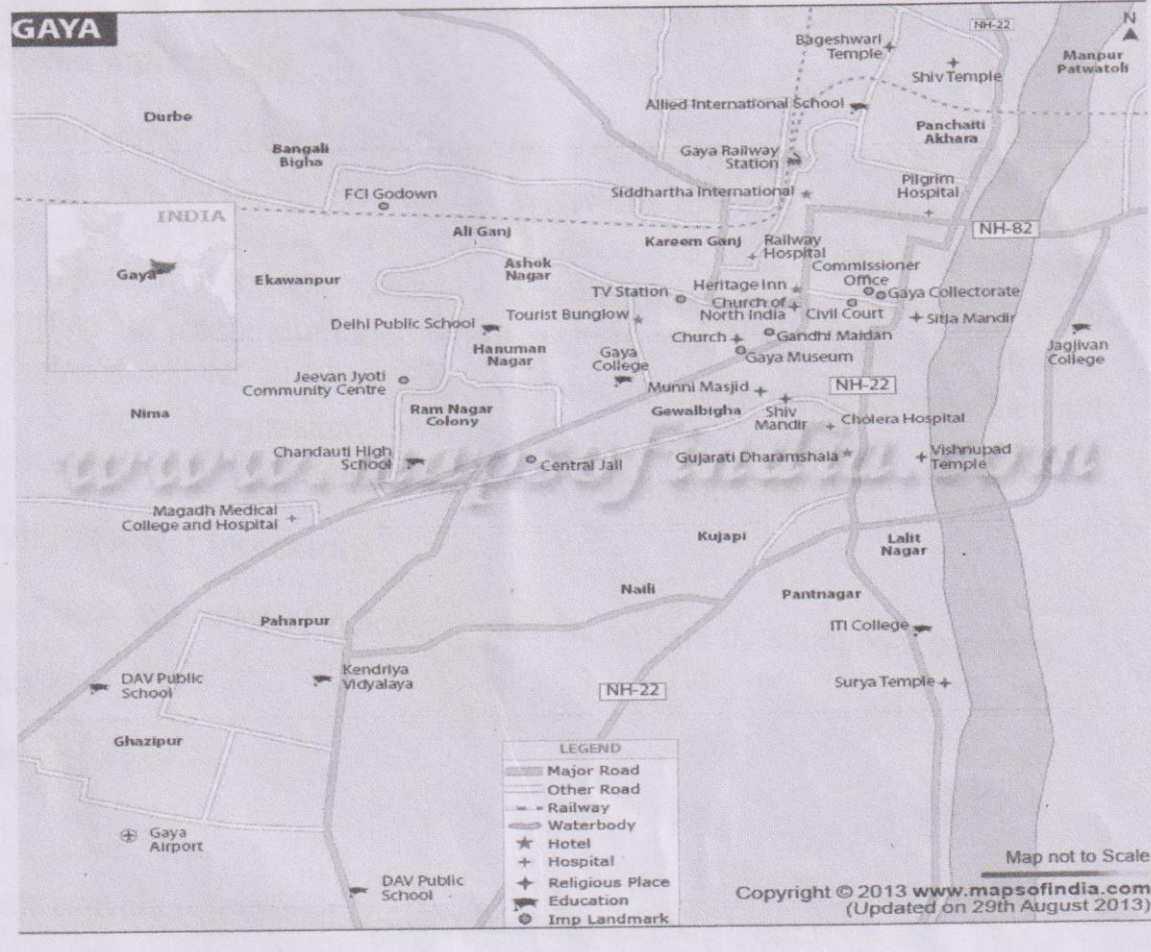 GAYA
NH-22
N
Bageshwari
Temple
Manpur
Patwatoli
Shiv Temple
Durbe
Allied International School
Panchaiti
Akhara
Bangali
Bigha
Gaya Railway
Station
Pilgrim
Hospital
FCI Godown
Siddhartha International
INDIA
Gaya
Ali Ganj
Kareem Ganj
Railway
Hospital
NH-82
Ekawanpur
Ashok
Nagar
Commissioner
Office
TV Station
Heritage Inn
Gaya Collectorate
Church of
North India
Civil Court
Sitla Mandir
Delhi Public School
Tourist Bunglow
Church
Gandhi Maidan
Gaya Museum
Jagjivan
College
Hanuman
Nagar
Gaya
College
Jeevan Jyoti
Community Centre
Munni Masjid
NH-22
Nima
Ram Nagar
Colony
Gewalbigha
Shiv
Mandir
Cholera Hospital
Chandauti High
School
Central Jail
Gujarati Dharamshala
Vishnupad
Temple
www.mapsofindia.com
Magadh Medical
College and Hospital
Kujapi
Lalit
Nagar
Naili
Pantnagar
Paharpur
ITI College
DAV Public
School
Kendriya
Vidyalaya
NH-22
Surya Temple
Ghazipur
LEGEND
Major Road
Other Road
Railway
Waterbody
Hotel
Hospital
Religious Place
Education
Imp Landmark
Gaya
Airport
DAV Public
School
Map not to Scale
Copyright © 2013 www.mapsofindia.com
(Updated on 29th August 2013)